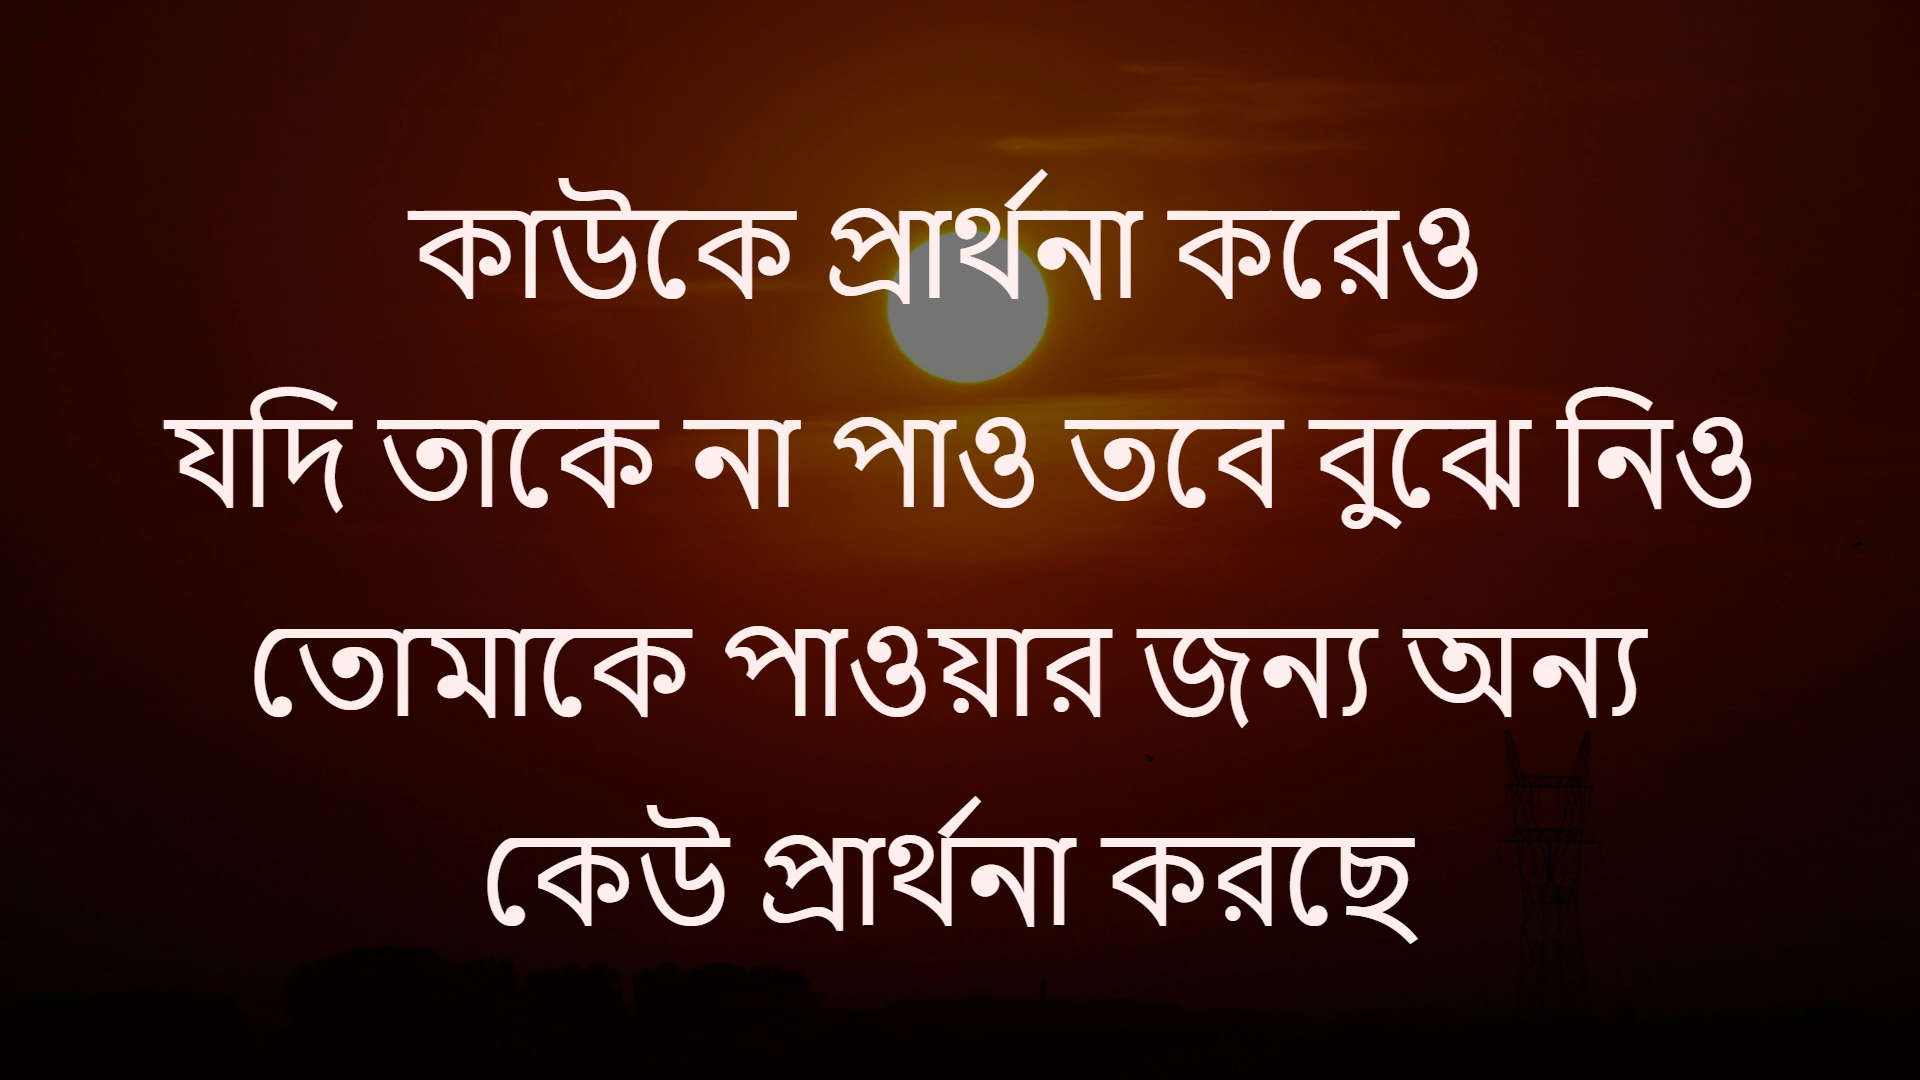 কাউকে প্রার্থনা করেও
যদি তাকে না পাও তবে বুঝে নিও
তোমাকে পাওয়ার জন্য অন্য
কেউ প্রার্থনা করছে